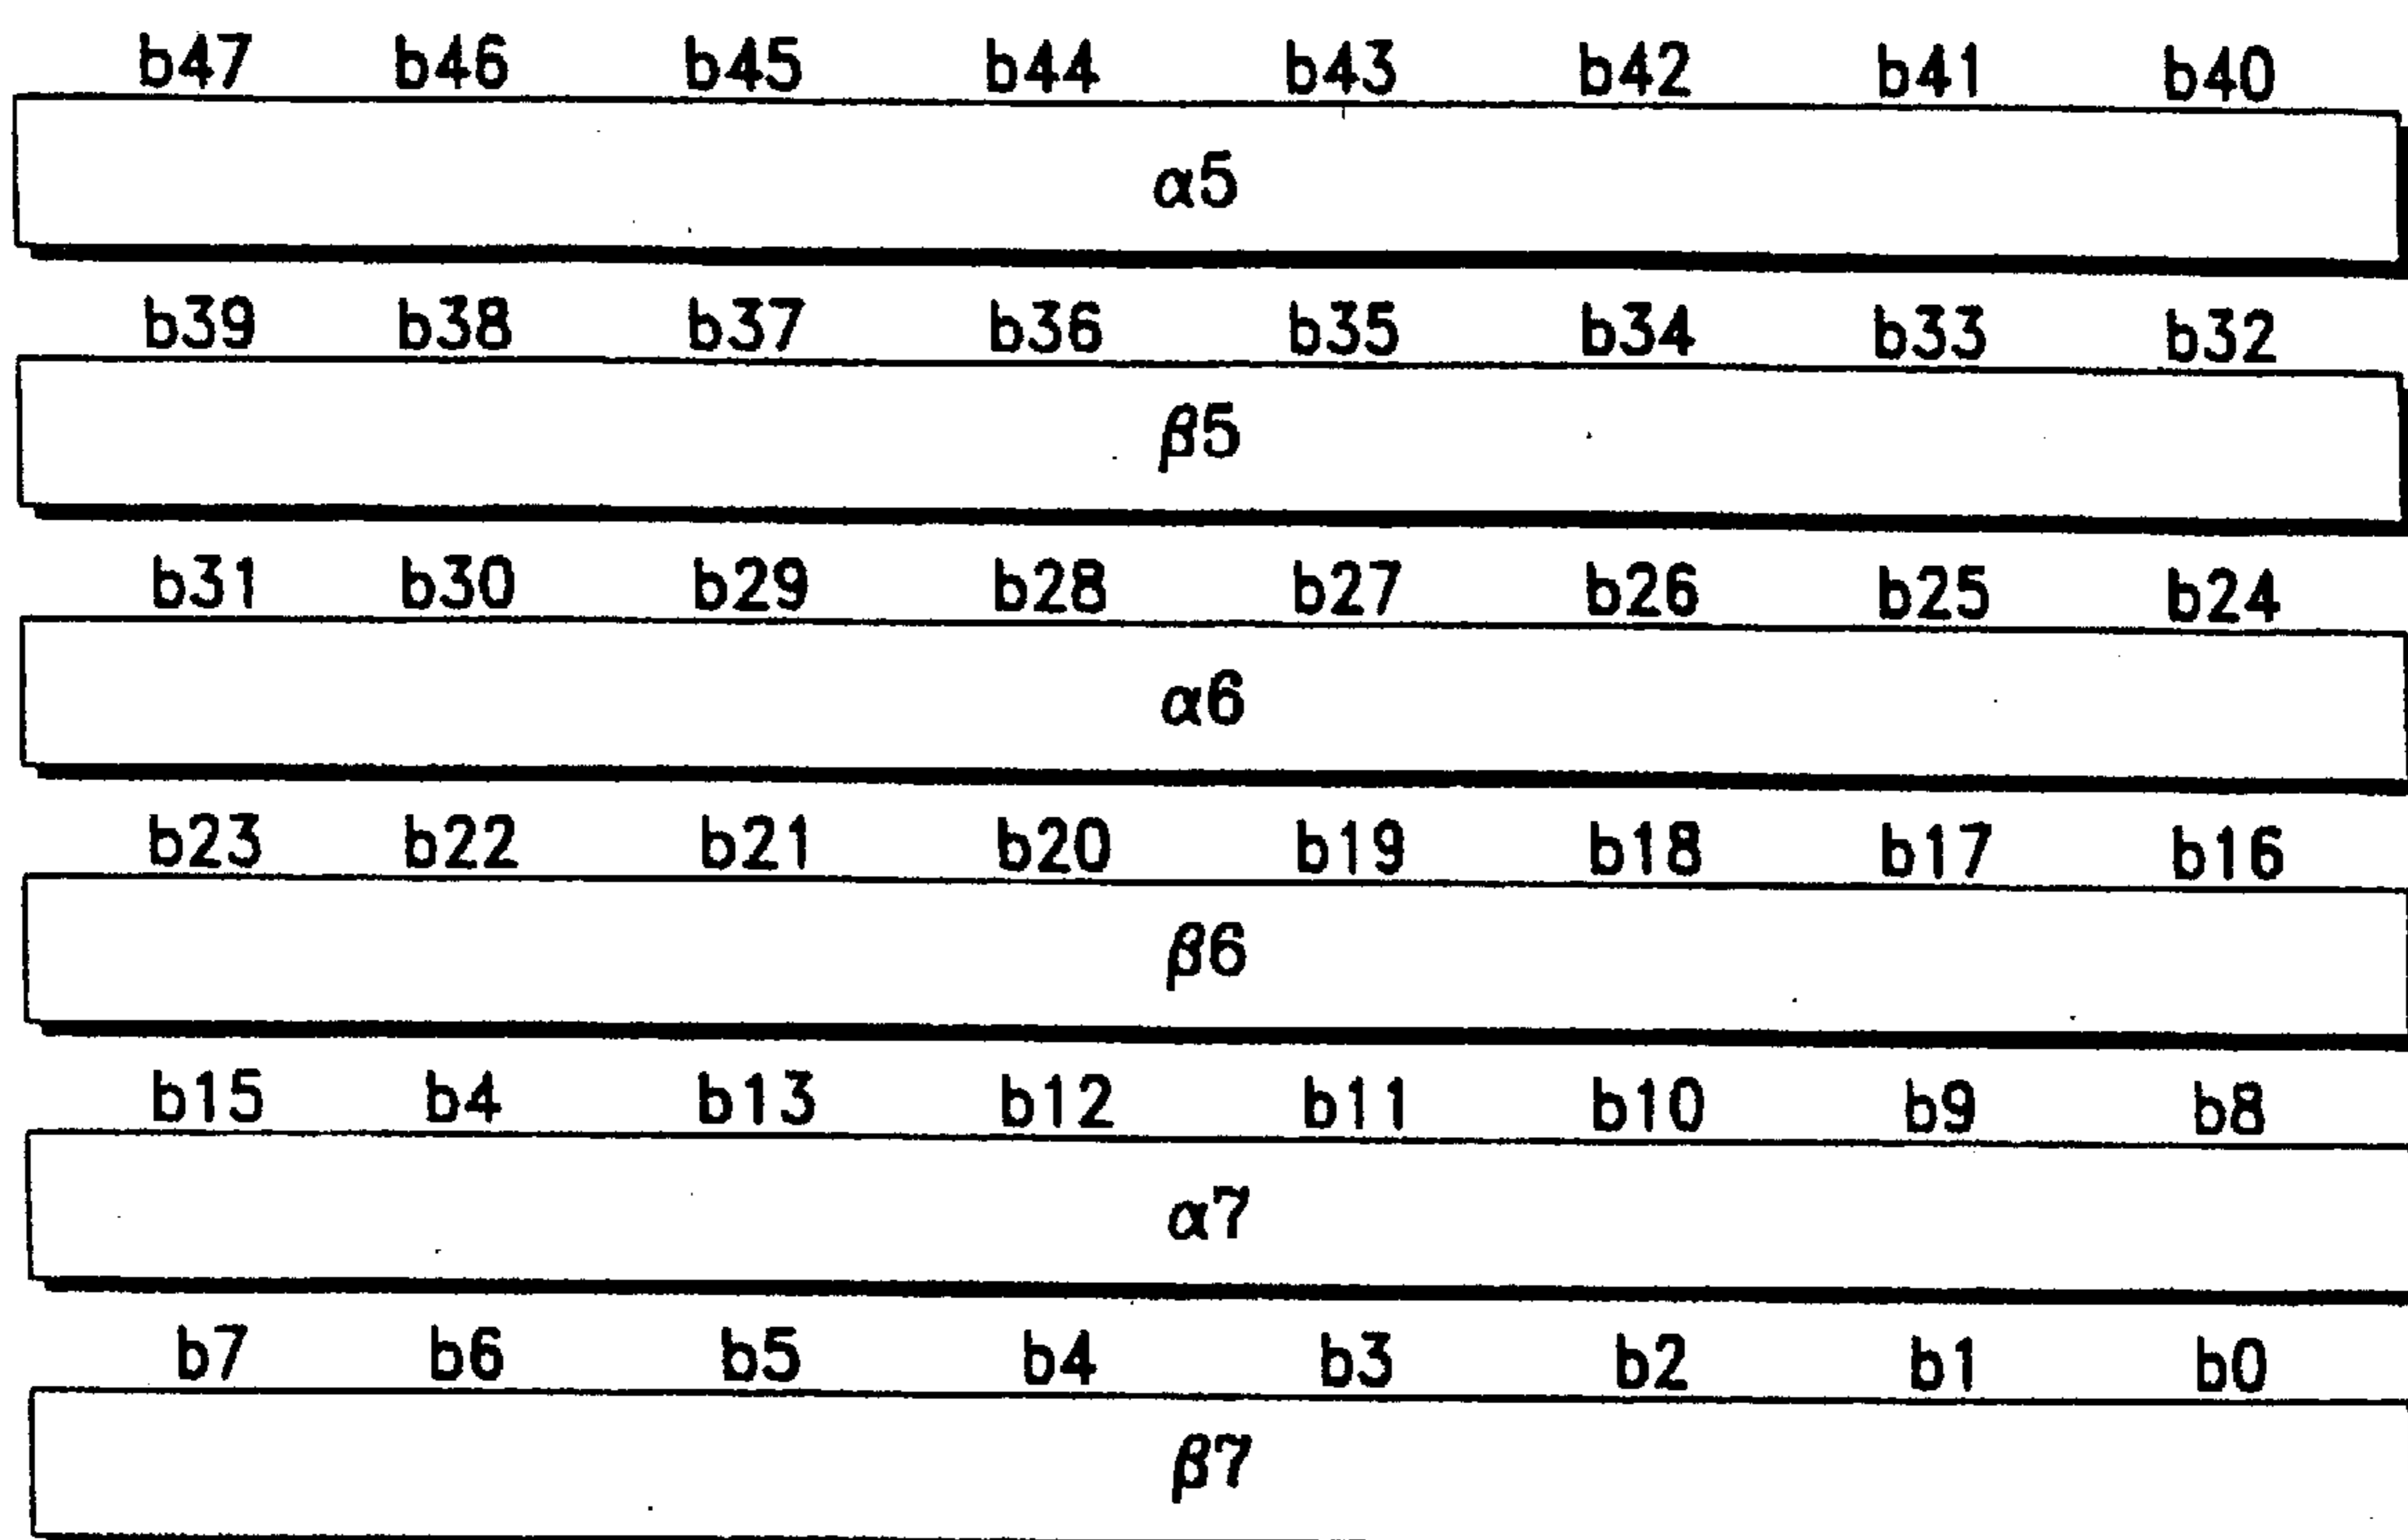 b47 b46 b45 b44 b43 b42 b41 b40
α5
b39 b38 b37 b36 b35 b34 b33 b32
β5
b31 b30 b29 b28 b27 b26 b25 b24
α6
b23 b22 b21 b20 b19 b18 b17 b16
β6
b15 b4 b13 b12 b11 b10 b9 b8
α7
b7 b6 b5 b4 b3 b2 b1 b0
β7